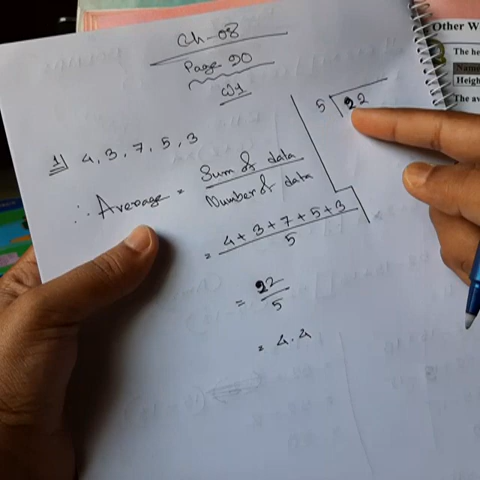 Ch-08
Page 90
CW
1) 4, 3, 7, 5, 3
∴ Average = Sum of data / Number of data
= 4+3+7+5+3 / 5
= 22 / 5
= 4.4
5 22
Other W
The he
Name
Heigh
The av